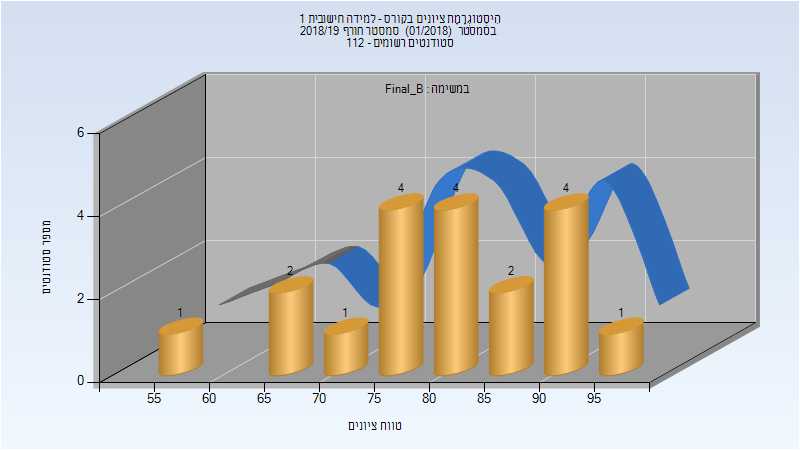 היסטוגרמת ציונים בקורס - למידה חישובית 1
בסמסטר (01/2018) סמסטר חורף 2018/19
סטודנטים רשומים - 112
במשימה : Final_B
מספר סטודנטים
6
4
2
0
1
2
1
4
4
2
4
1
55 60 65 70 75 80 85 90 95
טווח ציונים